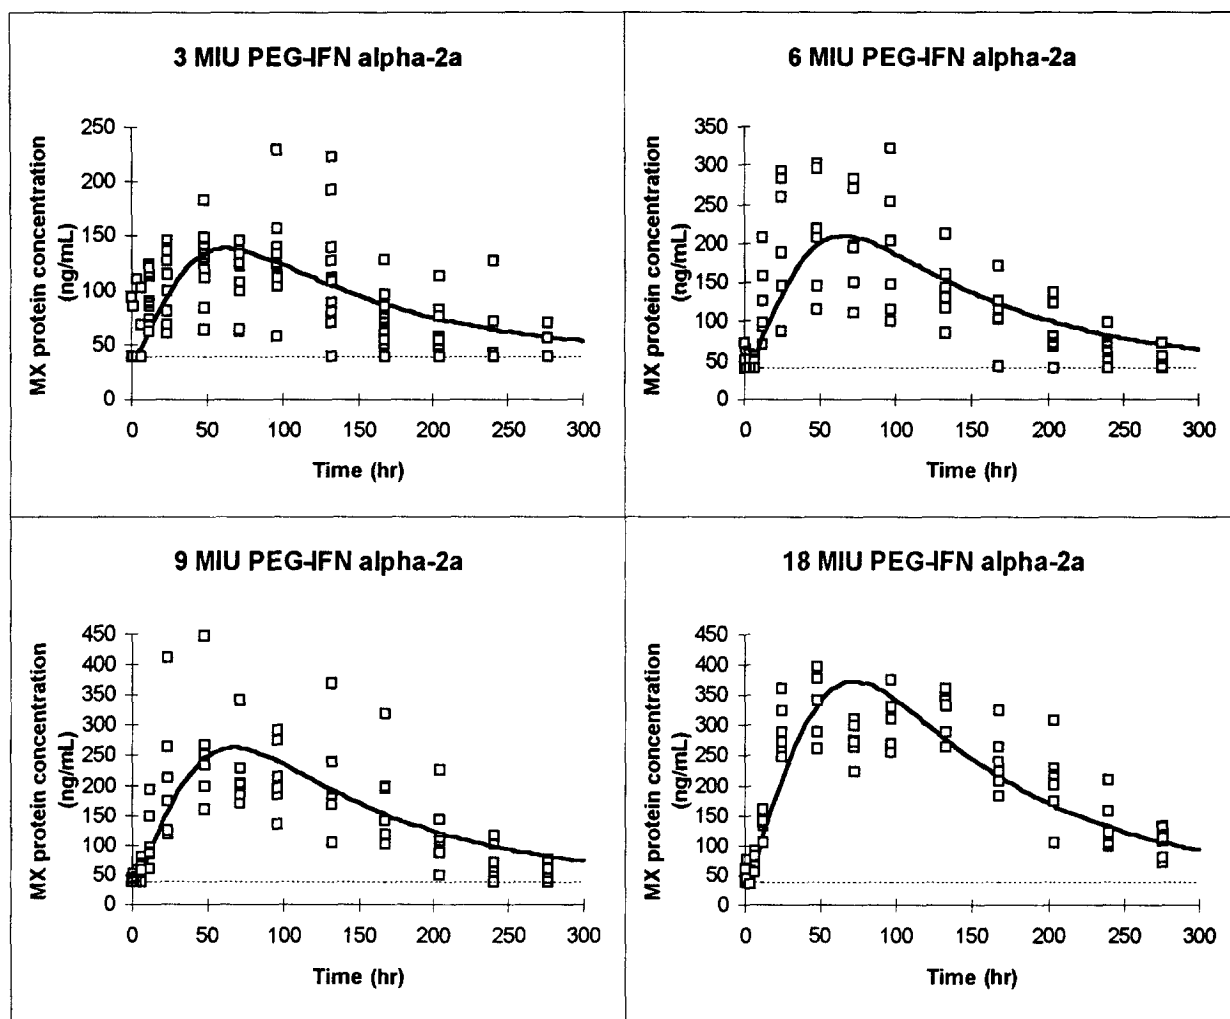 3 MIU PEG-IFN alpha-2a
MX protein concentration
(ng/mL)
250
200
150
100
50
0
0 50 100 150 200 250 300
Time (hr)
6 MIU PEG-IFN alpha-2a
MX protein concentration
(ng/mL)
350
300
250
200
150
100
50
0
0 50 100 150 200 250 300
Time (hr)
9 MIU PEG-IFN alpha-2a
MX protein concentration
(ng/mL)
450
400
350
300
250
200
150
100
50
0
0 50 100 150 200 250 300
Time (hr)
18 MIU PEG-IFN alpha-2a
MX protein concentration
(ng/mL)
450
400
350
300
250
200
150
100
50
0
0 50 100 150 200 250 300
Time (hr)